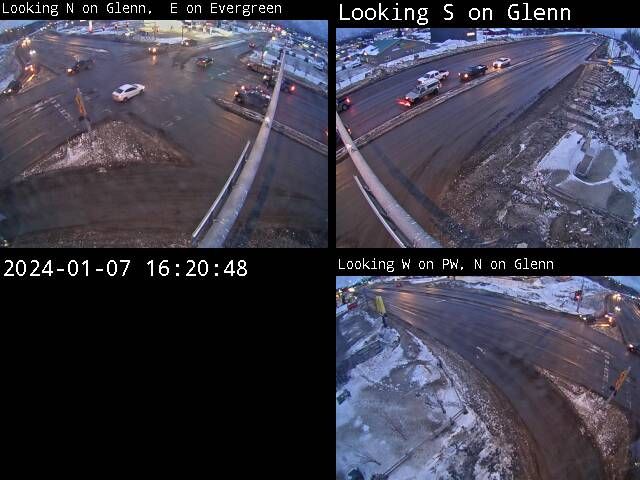 Looking N on Glenn,  E on Evergreen
Looking S on Glenn
2024-01-07 16:20:48
Looking W on PW, N on Glenn